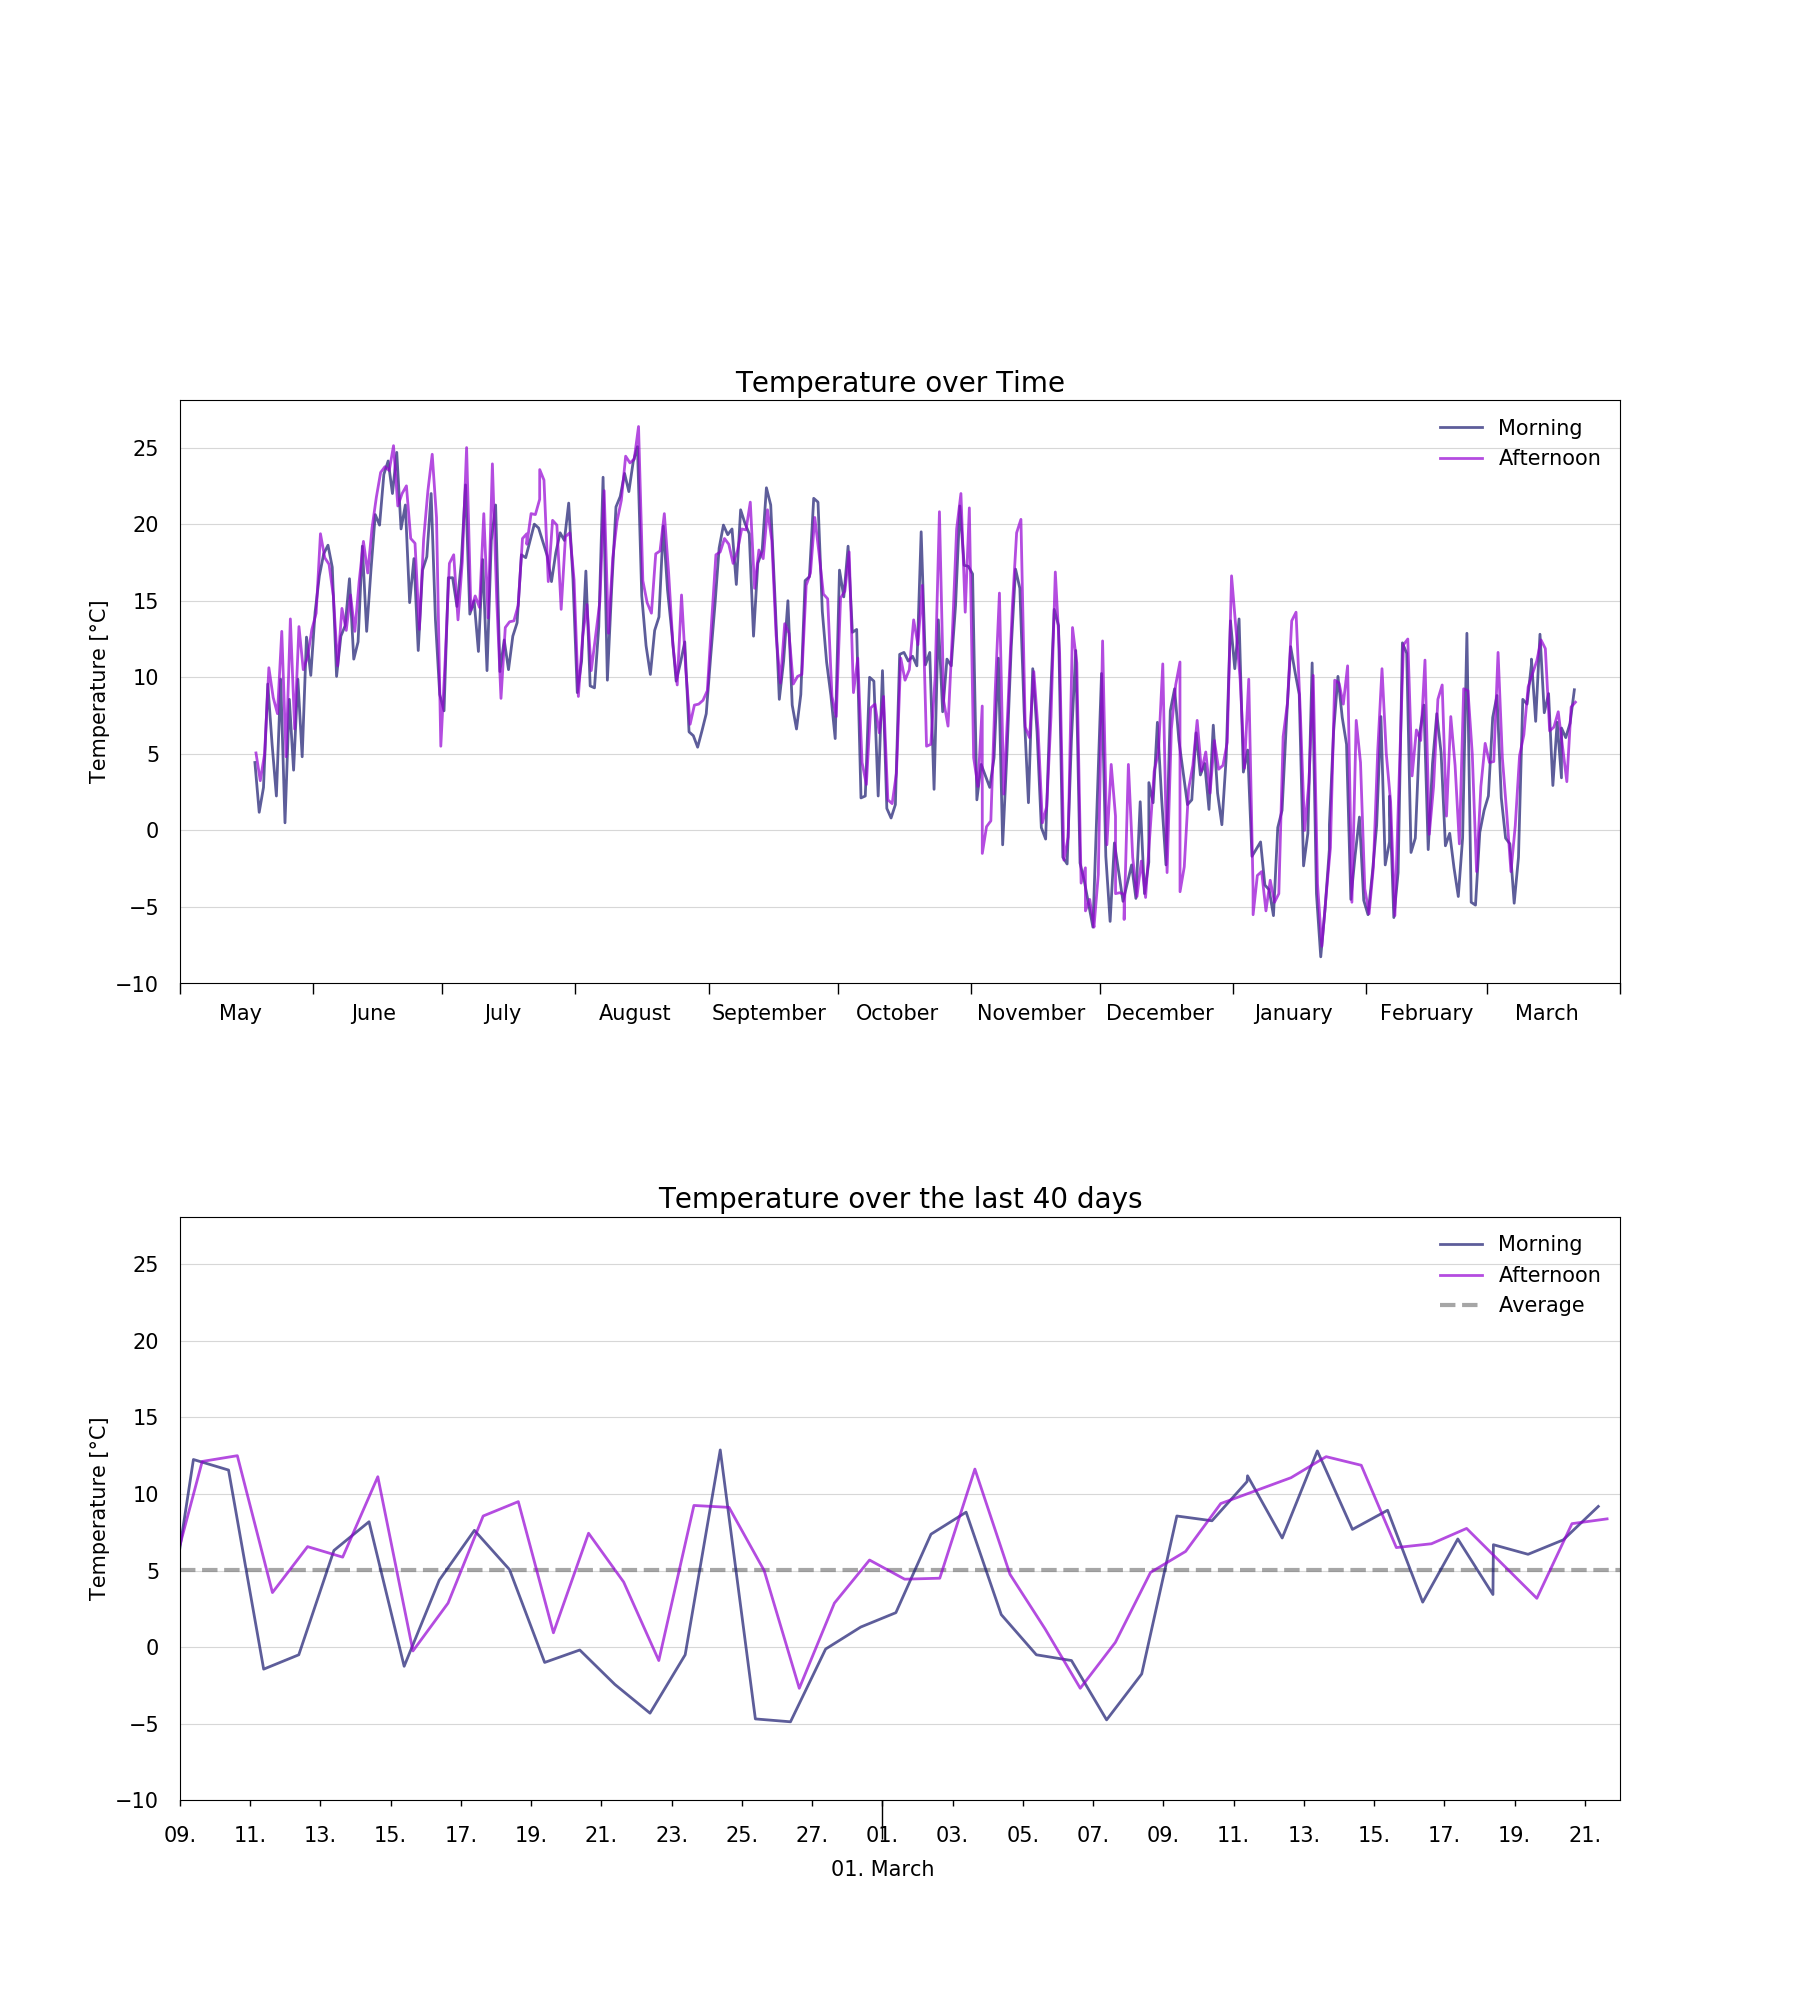 Temperature over Time
Morning
Afternoon
Temperature [°C]
25
20
15
10
5
0
−5
−10
May June July August September October November December January February March
Temperature over the last 40 days
Morning
Afternoon
Average
Temperature [°C]
25
20
15
10
5
0
−5
−10
09. 11. 13. 15. 17. 19. 21. 23. 25. 27. 01. 03. 05. 07. 09. 11. 13. 15. 17. 19. 21.
01. March